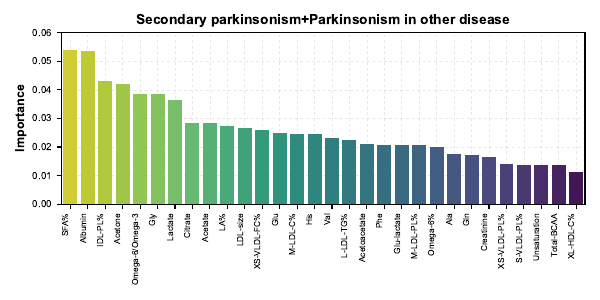 Secondary parkinsonism+Parkinsonism in other disease
Importance
0.06
0.05
0.04
0.03
0.02
0.01
0.00
SFA%
Albumin
IDL-PL%
Acetone
Omega-6/Omega-3
Gly
Lactate
Citrate
Acetate
LA%
LDL-size
XS-VLDL-FC%
Glu
M-LDL-C%
His
Val
L-LDL-TG%
Acetoacetate
Phe
Glu-lactate
M-LDL-PL%
Omega-6%
Ala
Gln
Creatinine
XS-VLDL-PL%
S-VLDL-PL%
Unsaturation
Total-BCAA
XL-HDL-C%